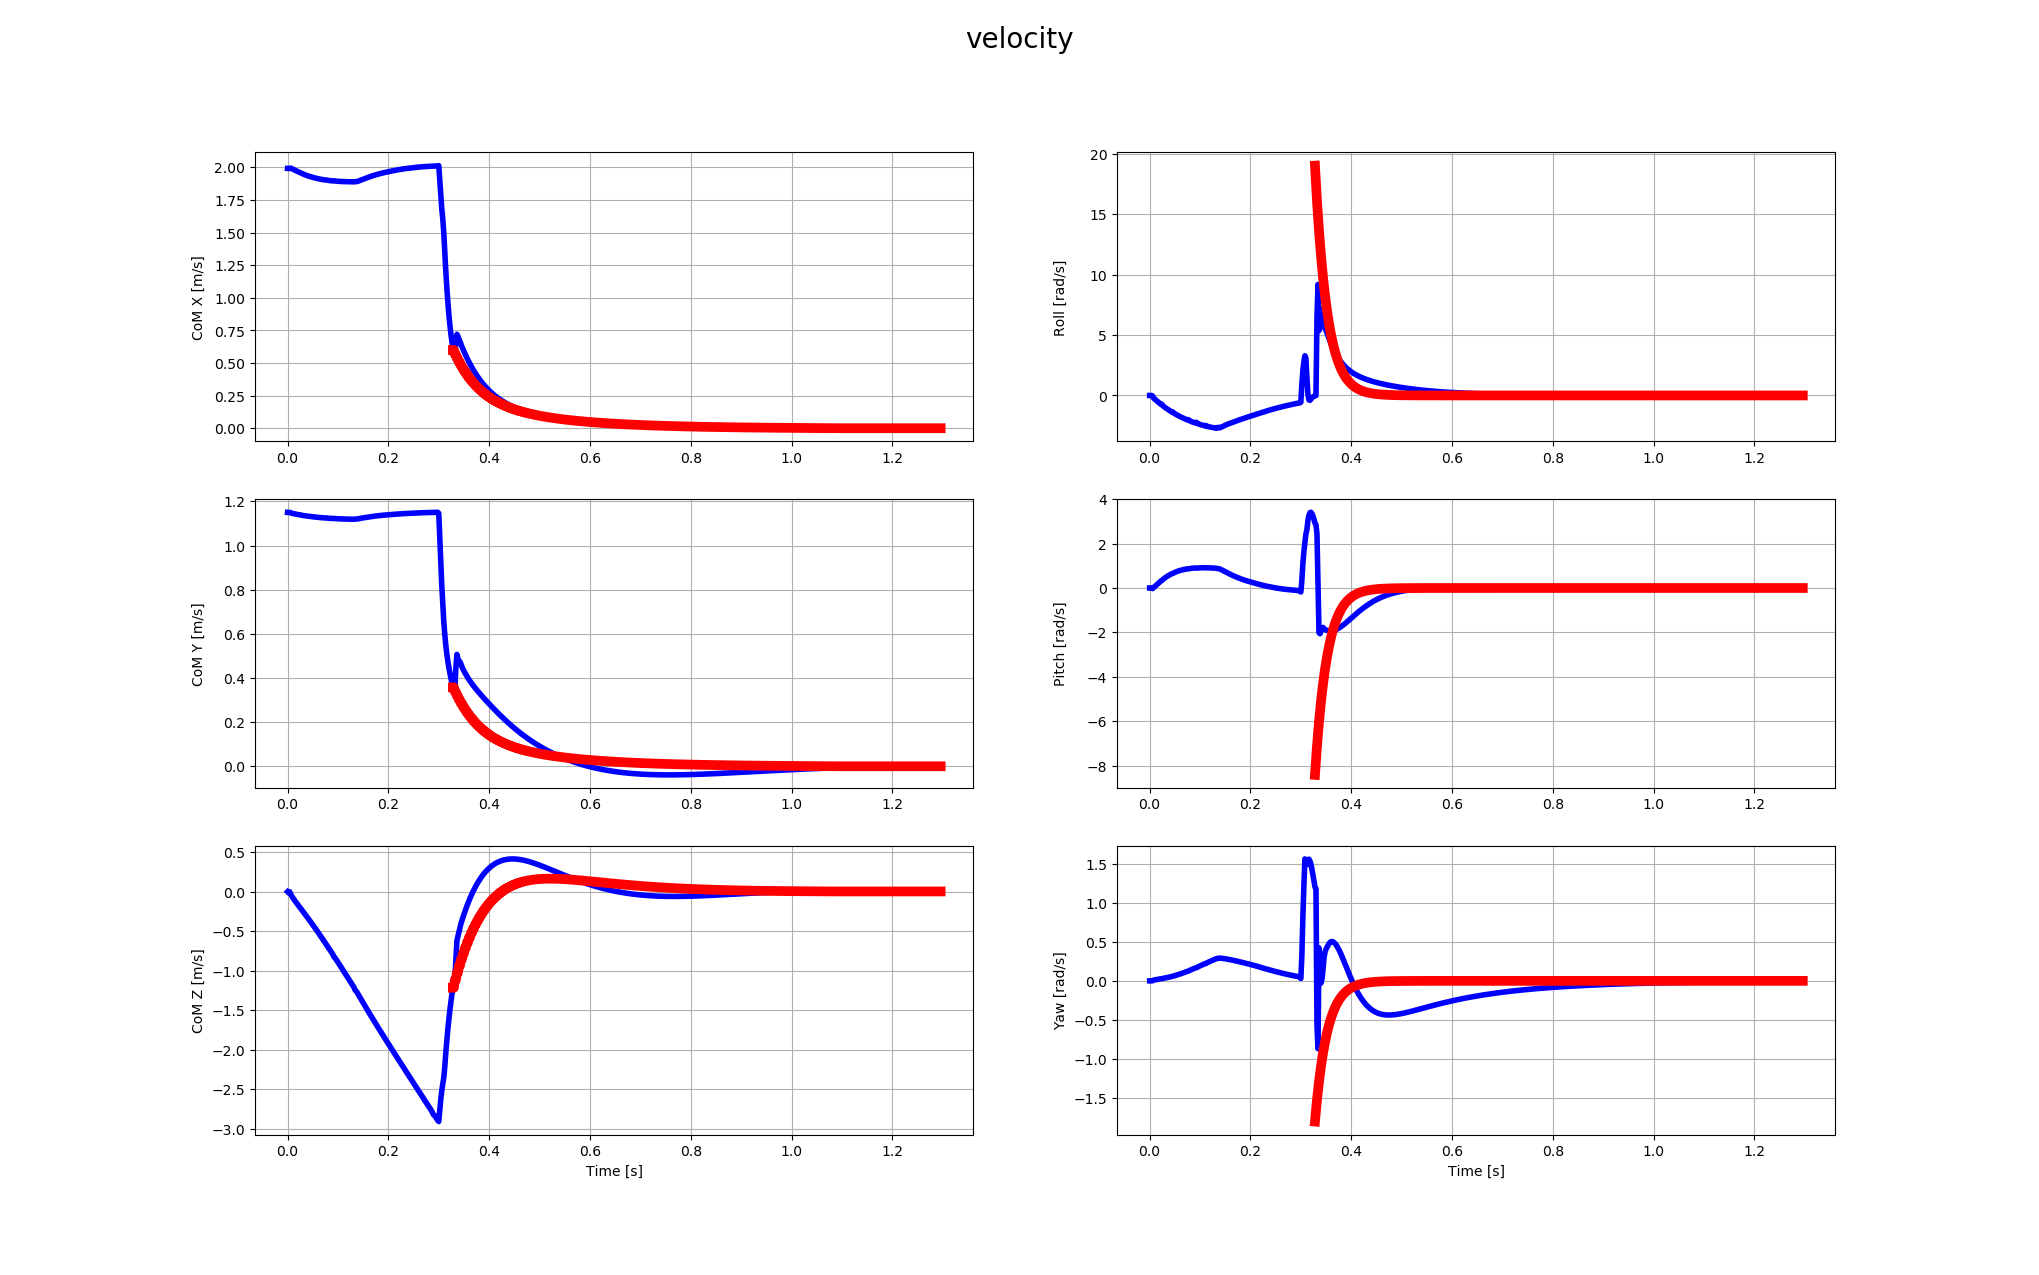 velocity
CoM X [m/s]
2.00
1.75
1.50
1.25
1.00
0.75
0.50
0.25
0.00
0.0 0.2 0.4 0.6 0.8 1.0 1.2
Roll [rad/s]
20
15
10
5
0
0.0 0.2 0.4 0.6 0.8 1.0 1.2
CoM Y [m/s]
1.2
1.0
0.8
0.6
0.4
0.2
0.0
0.0 0.2 0.4 0.6 0.8 1.0 1.2
Pitch [rad/s]
4
2
0
−2
−4
−6
−8
0.0 0.2 0.4 0.6 0.8 1.0 1.2
CoM Z [m/s]
0.5
0.0
−0.5
−1.0
−1.5
−2.0
−2.5
−3.0
0.0 0.2 0.4 0.6 0.8 1.0 1.2
Time [s]
Yaw [rad/s]
1.5
1.0
0.5
0.0
−0.5
−1.0
−1.5
0.0 0.2 0.4 0.6 0.8 1.0 1.2
Time [s]